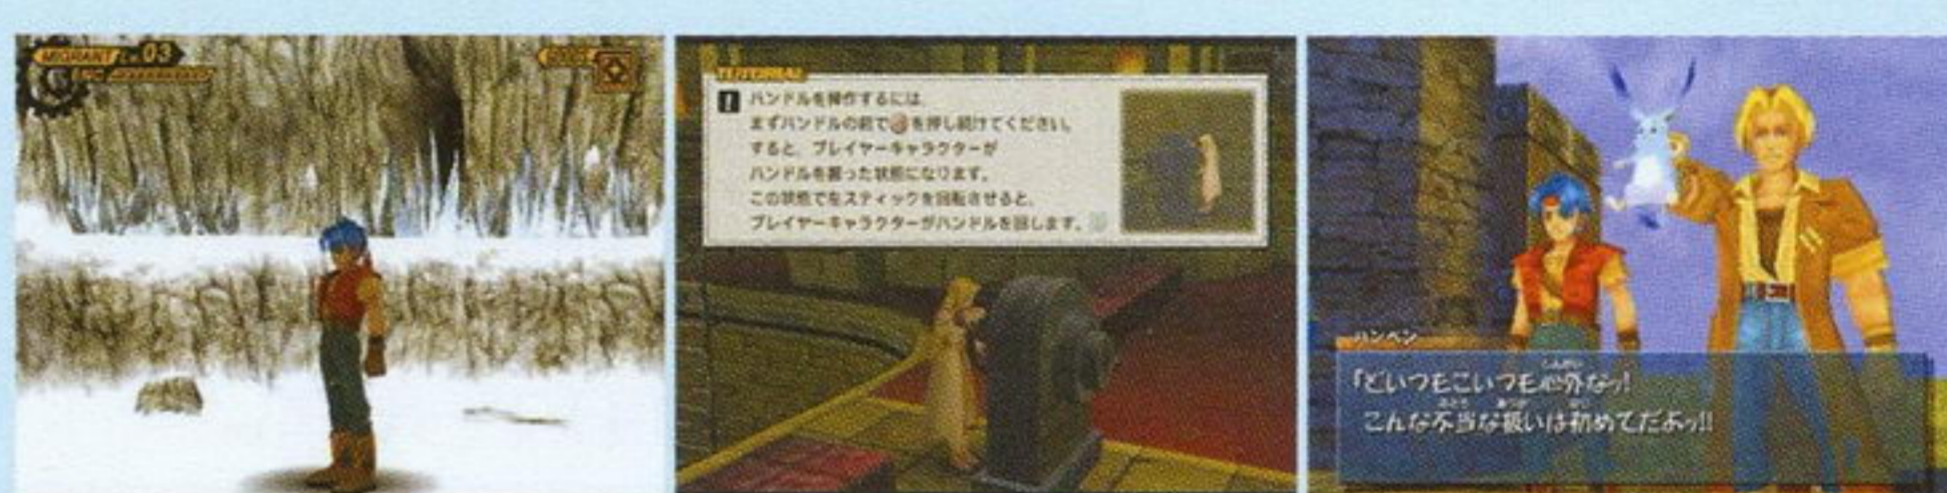 MIGRANT Lv.03
TUTORIAL
ハンドルを操作するには、
まずハンドルの前で を押し続けてください。
すると、プレイヤーキャラクターが
ハンドルを握った状態になります。
この状態で左スティックを回転させると、
プレイヤーキャラクターがハンドルを回します。
ハンペン
「どいつもこいつも心外なッ!
こんな不当な扱いは初めてだよッ!!